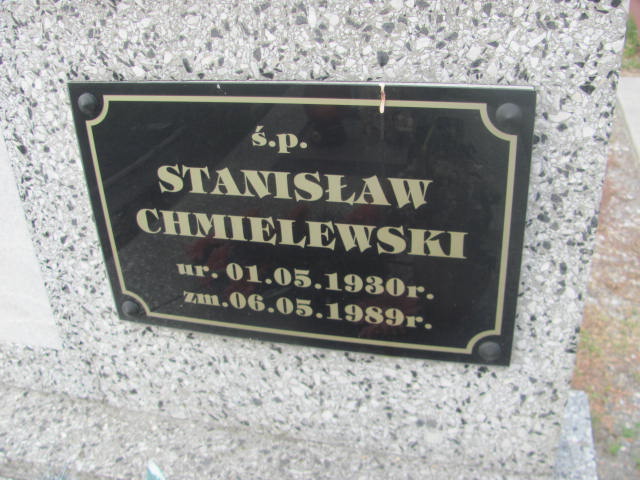 ś.p.
STANISŁAW
CHMIELEWSKI
ur. 01.05.1930r.
zm.06.05.1989r.